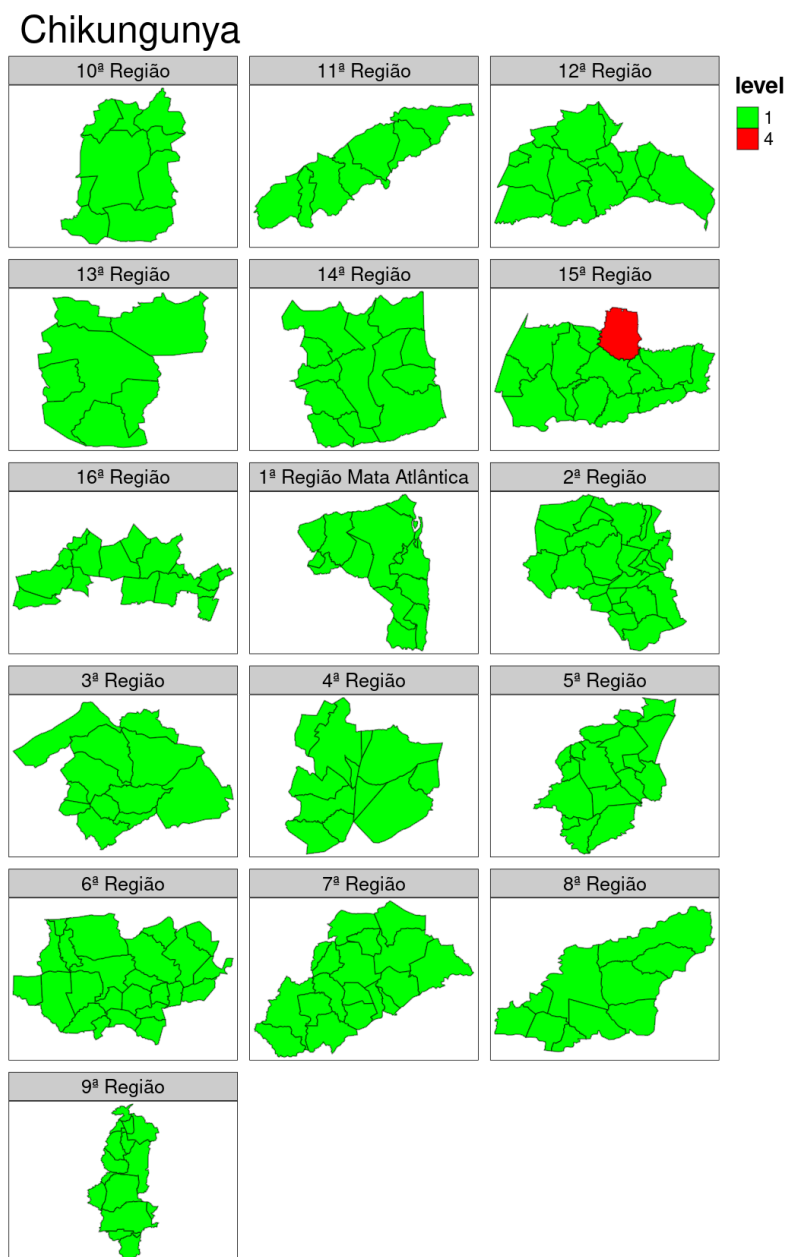 Chikungunya
10ª Região
11ª Região
12ª Região
level
1
4
13ª Região
14ª Região
15ª Região
16ª Região
1ª Região Mata Atlântica
2ª Região
3ª Região
4ª Região
5ª Região
6ª Região
7ª Região
8ª Região
9ª Região